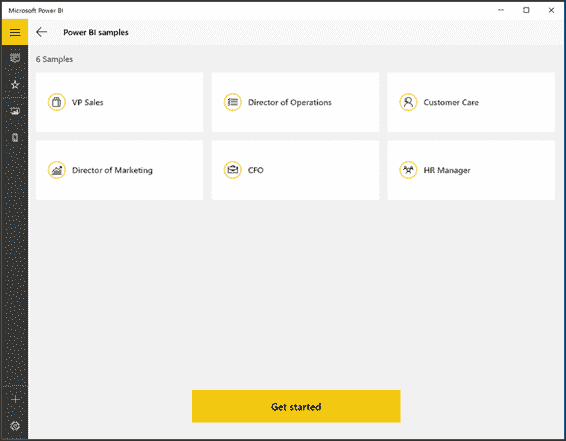 Microsoft Power BI
Power BI samples
6 Samples
VP Sales
Director of Operations
Customer Care
Director of Marketing
CFO
HR Manager
Get started